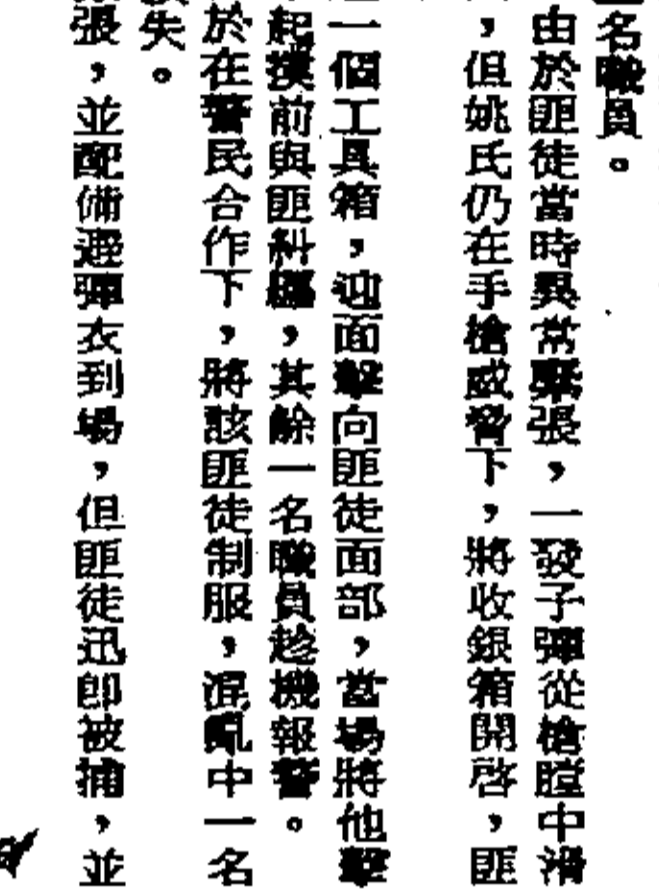 名職員。
由於匪徒當時異常緊張,一發子彈從槍膛中滑
,但姚氏仍在手槍威脅下,將收銀箱開啓,匪
一個工具箱,迎面擊向匪徒面部,當場將他擊
起撲前與匪糾纏,其餘一名職員趁機報警。
於在警民合作下,將該匪徒制服,混亂中一名
失。
張,並配備避彈衣到場,但匪徒迅即被捕,並